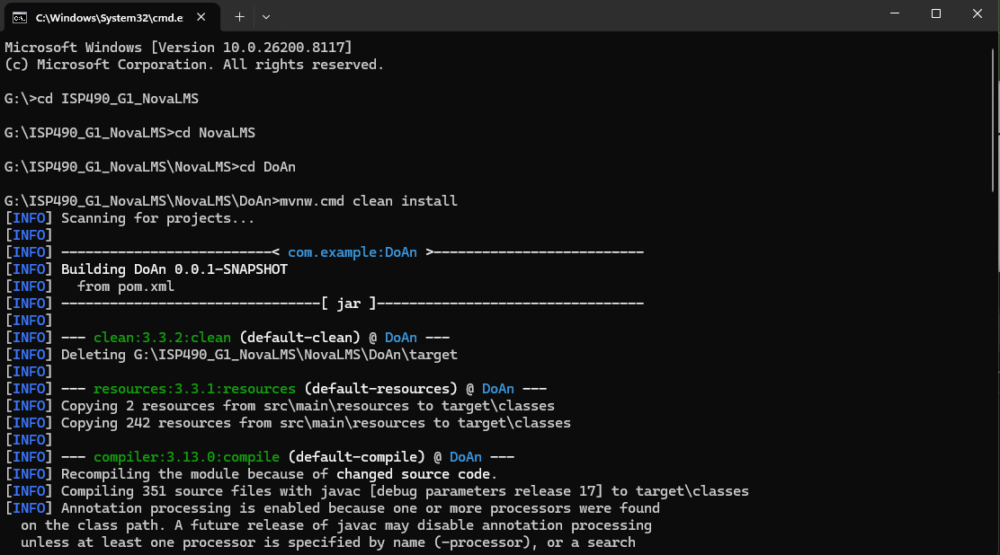 C:\Windows\System32\cmd.e
Microsoft Windows [Version 10.0.26200.8117]
(c) Microsoft Corporation. All rights reserved.
G:\>cd ISP490_G1_NovaLMS
G:\ISP490_G1_NovaLMS>cd NovaLMS
G:\ISP490_G1_NovaLMS\NovaLMS>cd DoAn
G:\ISP490_G1_NovaLMS\NovaLMS\DoAn>mvnw.cmd clean install
[INFO] Scanning for projects...
[INFO]
[INFO] --------------------------< com.example:DoAn >--------------------------
[INFO] Building DoAn 0.0.1-SNAPSHOT
[INFO]   from pom.xml
[INFO] --------------------------------[ jar ]---------------------------------
[INFO]
[INFO] --- clean:3.3.2:clean (default-clean) @ DoAn ---
[INFO] Deleting G:\ISP490_G1_NovaLMS\NovaLMS\DoAn\target
[INFO]
[INFO] --- resources:3.3.1:resources (default-resources) @ DoAn ---
[INFO] Copying 2 resources from src\main\resources to target\classes
[INFO] Copying 242 resources from src\main\resources to target\classes
[INFO]
[INFO] --- compiler:3.13.0:compile (default-compile) @ DoAn ---
[INFO] Recompiling the module because of changed source code.
[INFO] Compiling 351 source files with javac [debug parameters release 17] to target\classes
[INFO] Annotation processing is enabled because one or more processors were found
  on the class path. A future release of javac may disable annotation processing
  unless at least one processor is specified by name (-processor), or a search